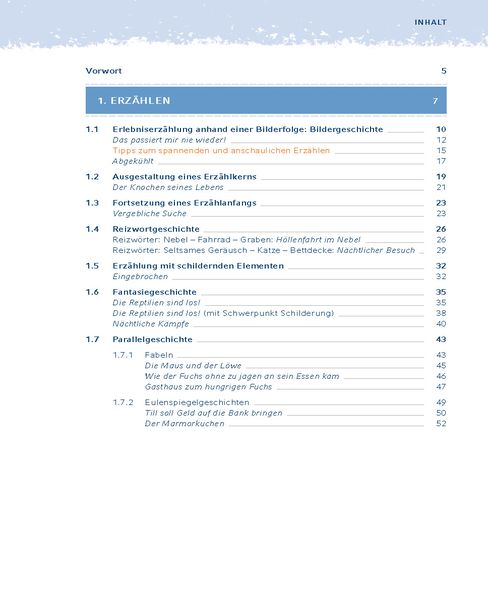 INHALT
Vorwort 5
1. ERZÄHLEN 7
1.1 Erlebniserzählung anhand einer Bilderfolge: Bildergeschichte 10
Das passiert mir nie wieder! 12
Tipps zum spannenden und anschaulichen Erzählen 15
Abgekühlt 17
1.2 Ausgestaltung eines Erzählkerns 19
Der Knochen seines Lebens 21
1.3 Fortsetzung eines Erzählanfangs 23
Vergebliche Suche 23
1.4 Reizwortgeschichte 26
Reizwörter: Nebel – Fahrrad – Graben: Höllenfahrt im Nebel 26
Reizwörter: Seltsames Geräusch – Katze – Bettdecke: Nächtlicher Besuch 29
1.5 Erzählung mit schildernden Elementen 32
Eingebrochen 32
1.6 Fantasiegeschichte 35
Die Reptilien sind los! 35
Die Reptilien sind los! (mit Schwerpunkt Schilderung) 38
Nächtliche Kämpfe 40
1.7 Parallelgeschichte 43
1.7.1 Fabeln 43
Die Maus und der Löwe 45
Wie der Fuchs ohne zu jagen an sein Essen kam 46
Gasthaus zum hungrigen Fuchs 47
1.7.2 Eulenspiegelgeschichten 49
Till soll Geld auf die Bank bringen 50
Der Marmorkuchen 52